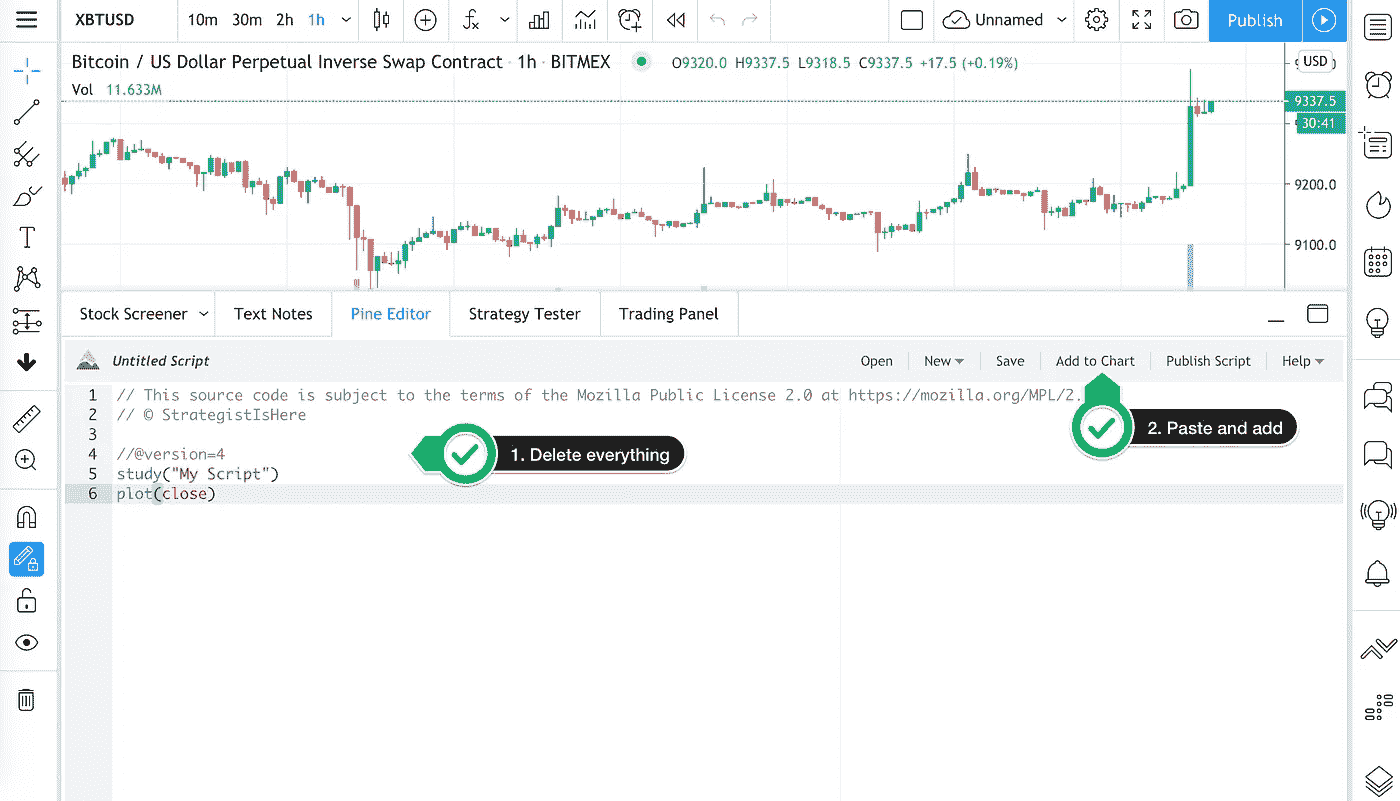 XBTUSD 10m 30m 2h 1h Unnamed Publish
Bitcoin / US Dollar Perpetual Inverse Swap Contract · 1h · BITMEX O9320.0 H9337.5 L9318.5 C9337.5 +17.5 (+0.19%) USD
Vol 11.633M
9337.5
30:41
9200.0
9100.0
Stock Screener Text Notes Pine Editor Strategy Tester Trading Panel
Untitled Script Open New Save Add to Chart Publish Script Help
1 // This source code is subject to the terms of the Mozilla Public License 2.0 at https://mozilla.org/MPL/2.
2 // © StrategistIsHere
3
4 //@version=4
5 study("My Script")
6 plot(close)
1. Delete everything
2. Paste and add